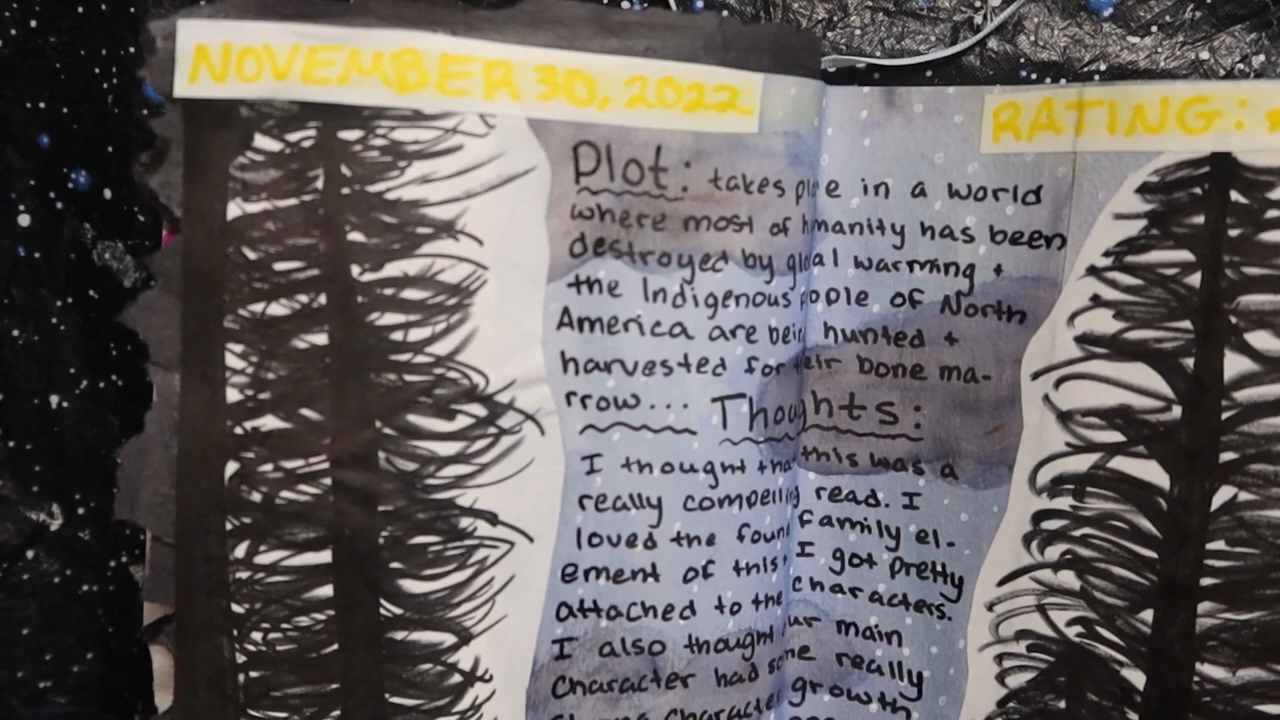 NOVEMBER 30, 2022
RATING:
Plot: takes place in a world
where most of humanity has been
destroyed by global warming +
the Indigenous people of North
America are being hunted +
harvested for their bone ma-
rrow... Thoughts:
I thought that this was a
really compelling read. I
loved the found family el-
ement of this. I got pretty
attached to the characters.
I also thought our main
character had some really
strong character growth